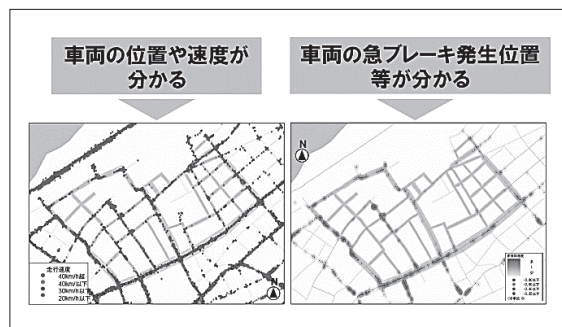 車両の位置や速度が
分かる
車両の急ブレーキ発生位置
等が分かる
N
走行速度
40km/h超
40km/h以下
30km/h以下
20km/h以下
N